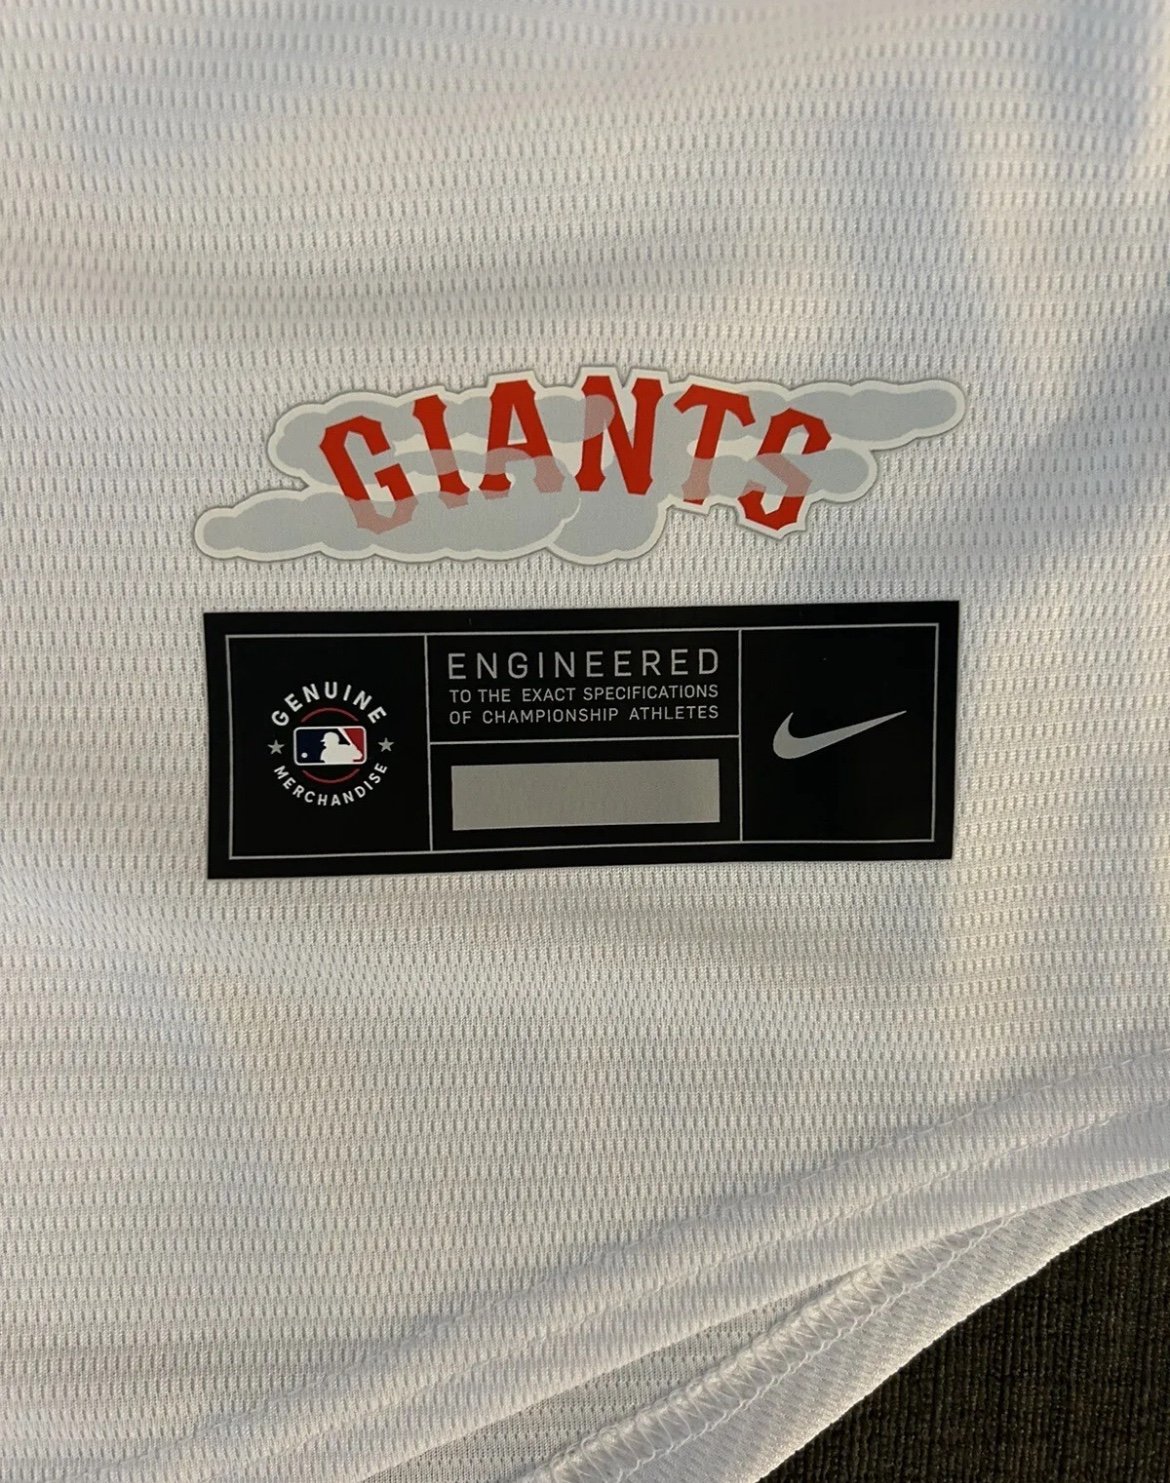 GIANTS
ENGINEERED
TO THE EXACT SPECIFICATIONS
OF CHAMPIONSHIP ATHLETES
GENUINE
MERCHANDISE